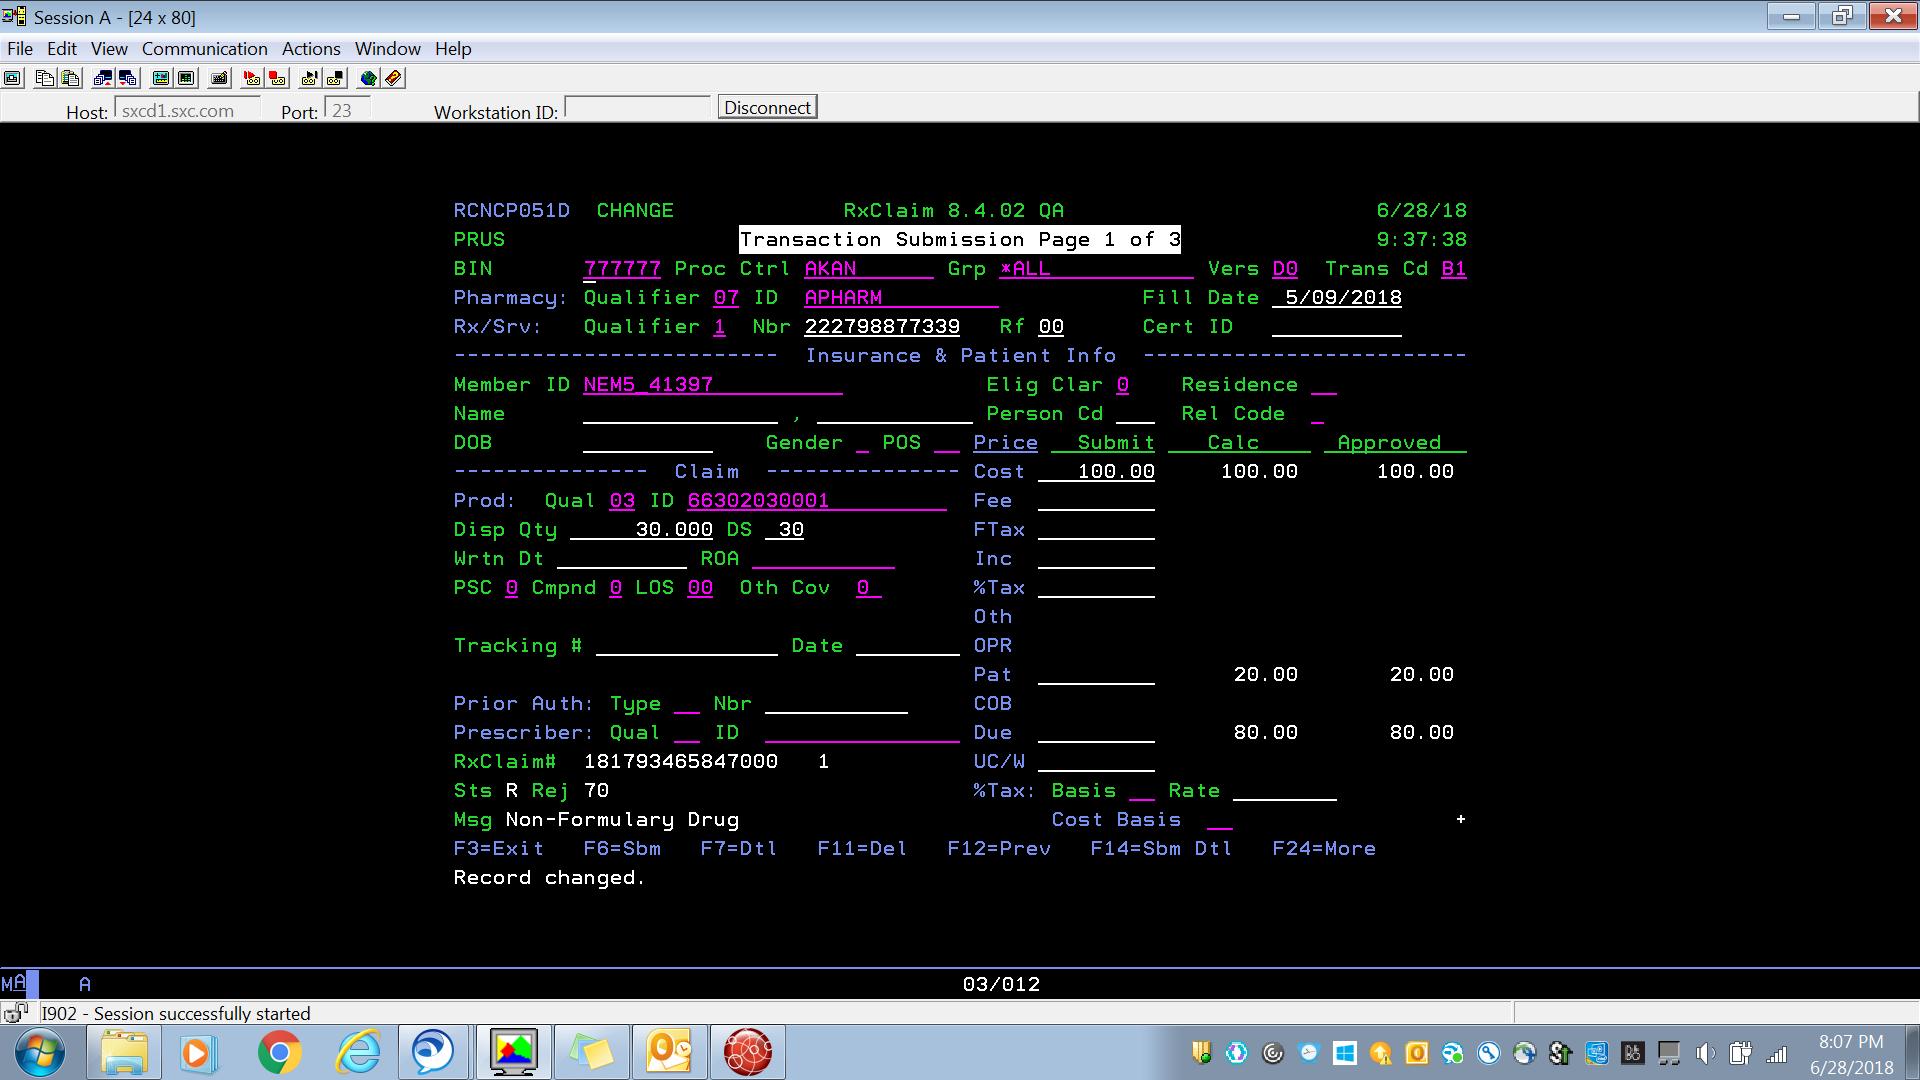 Session A - [24 x 80]
File Edit View Communication Actions Window Help
Host: sxcd1.sxc.com Port: 23 Workstation ID: Disconnect
RCNCP051D CHANGE RxClaim 8.4.02 QA 6/28/18
PRUS Transaction Submission Page 1 of 3 9:37:38
BIN 777777 Proc Ctrl AKAN Grp *ALL Vers D0 Trans Cd B1
Pharmacy: Qualifier 07 ID APHARM Fill Date 5/09/2018
Rx/Srv: Qualifier 1 Nbr 222798877339 Rf 00 Cert ID
------------------------- Insurance & Patient Info -------------------------
Member ID NEM5_41397 Elig Clar 0 Residence
Name , Person Cd Rel Code
DOB Gender POS Price Submit Calc Approved
--------------- Claim --------------- Cost 100.00 100.00 100.00
Prod: Qual 03 ID 66302030001 Fee
Disp Qty 30.000 DS 30 FTax
Wrtn Dt ROA Inc
PSC 0 Cmpnd 0 LOS 00 Oth Cov 0 %Tax
Oth
Tracking # Date OPR
Pat 20.00 20.00
Prior Auth: Type Nbr COB
Prescriber: Qual ID Due 80.00 80.00
RxClaim# 181793465847000 1 UC/W
Sts R Rej 70 %Tax: Basis Rate
Msg Non-Formulary Drug Cost Basis +
F3=Exit F6=Sbm F7=Dtl F11=Del F12=Prev F14=Sbm Dtl F24=More
Record changed.
MA A 03/012
I902 - Session successfully started
8:07 PM
6/28/2018